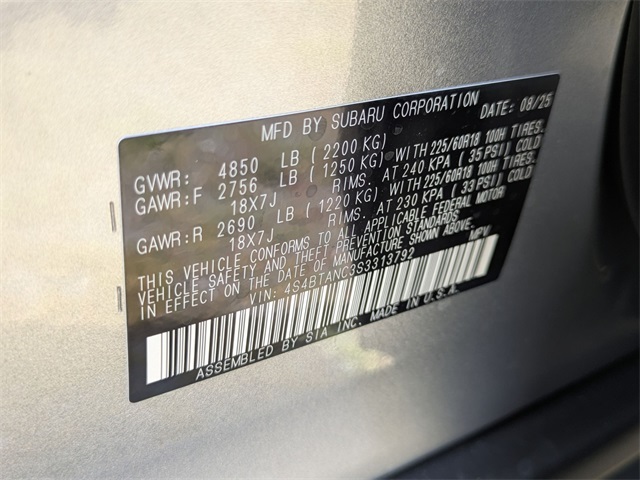 MFD BY SUBARU CORPORATION DATE: 08/25
GVWR: 4850 LB ( 2200 KG)
GAWR:F 2756 LB ( 1250 KG) WITH 225/60R18 100H TIRES.
18X7J RIMS. AT 240 KPA ( 35 PSI) COLD
GAWR:R 2690 LB ( 1220 KG) WITH 225/60R18 100H TIRES.
18X7J RIMS. AT 230 KPA ( 33 PSI) COLD.
THIS VEHICLE CONFORMS TO ALL APPLICABLE FEDERAL MOTOR
VEHICLE SAFETY AND THEFT PREVENTION STANDARDS
IN EFFECT ON THE DATE OF MANUFACTURE SHOWN ABOVE.
VIN: 4S4BTANC3S3313792 MPV
ASSEMBLED BY SIA INC. MADE IN U.S.A.